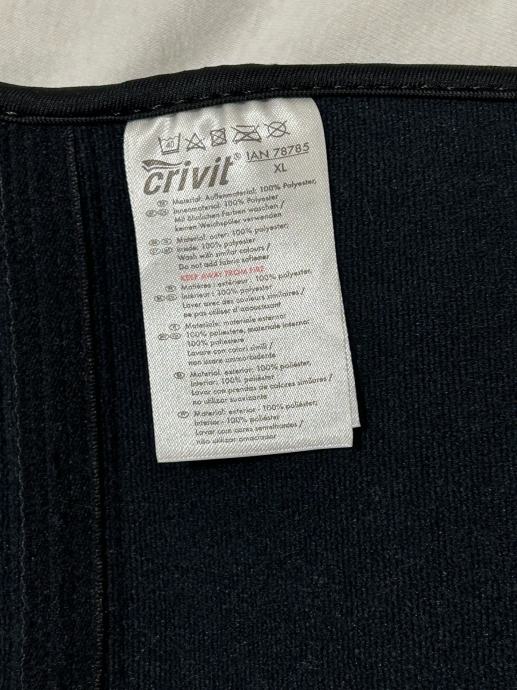 40
crivit®
IAN 78785
XL
Material: Außenmaterial: 100% Polyester,
Innenmaterial: 100% Polyester
Mit ähnlichen Farben waschen /
keinen Weichspüler verwenden
Material: outer: 100% polyester;
Inside: 100% polyester
Wash with similar colours /
Do not add fabric softener
KEEP AWAY FROM FIRE
Matières: extérieur: 100% polyester,
Intérieur: 100% polyester
Laver avec des couleurs similaires /
ne pas utiliser d'assouplissant
Materiale: materiale esterno:
100% poliestere, materiale interno:
100% poliestere
Lavare con colori simili /
non usare ammorbidente
Material: exterior: 100% poliéster,
Interior: 100% poliéster
Lavar con prendas de colores similares /
no utilizar suavizante
Material: exterior - 100% poliéster,
Interior - 100% poliéster
Lavar com cores semelhantes /
não utilizar amaciador